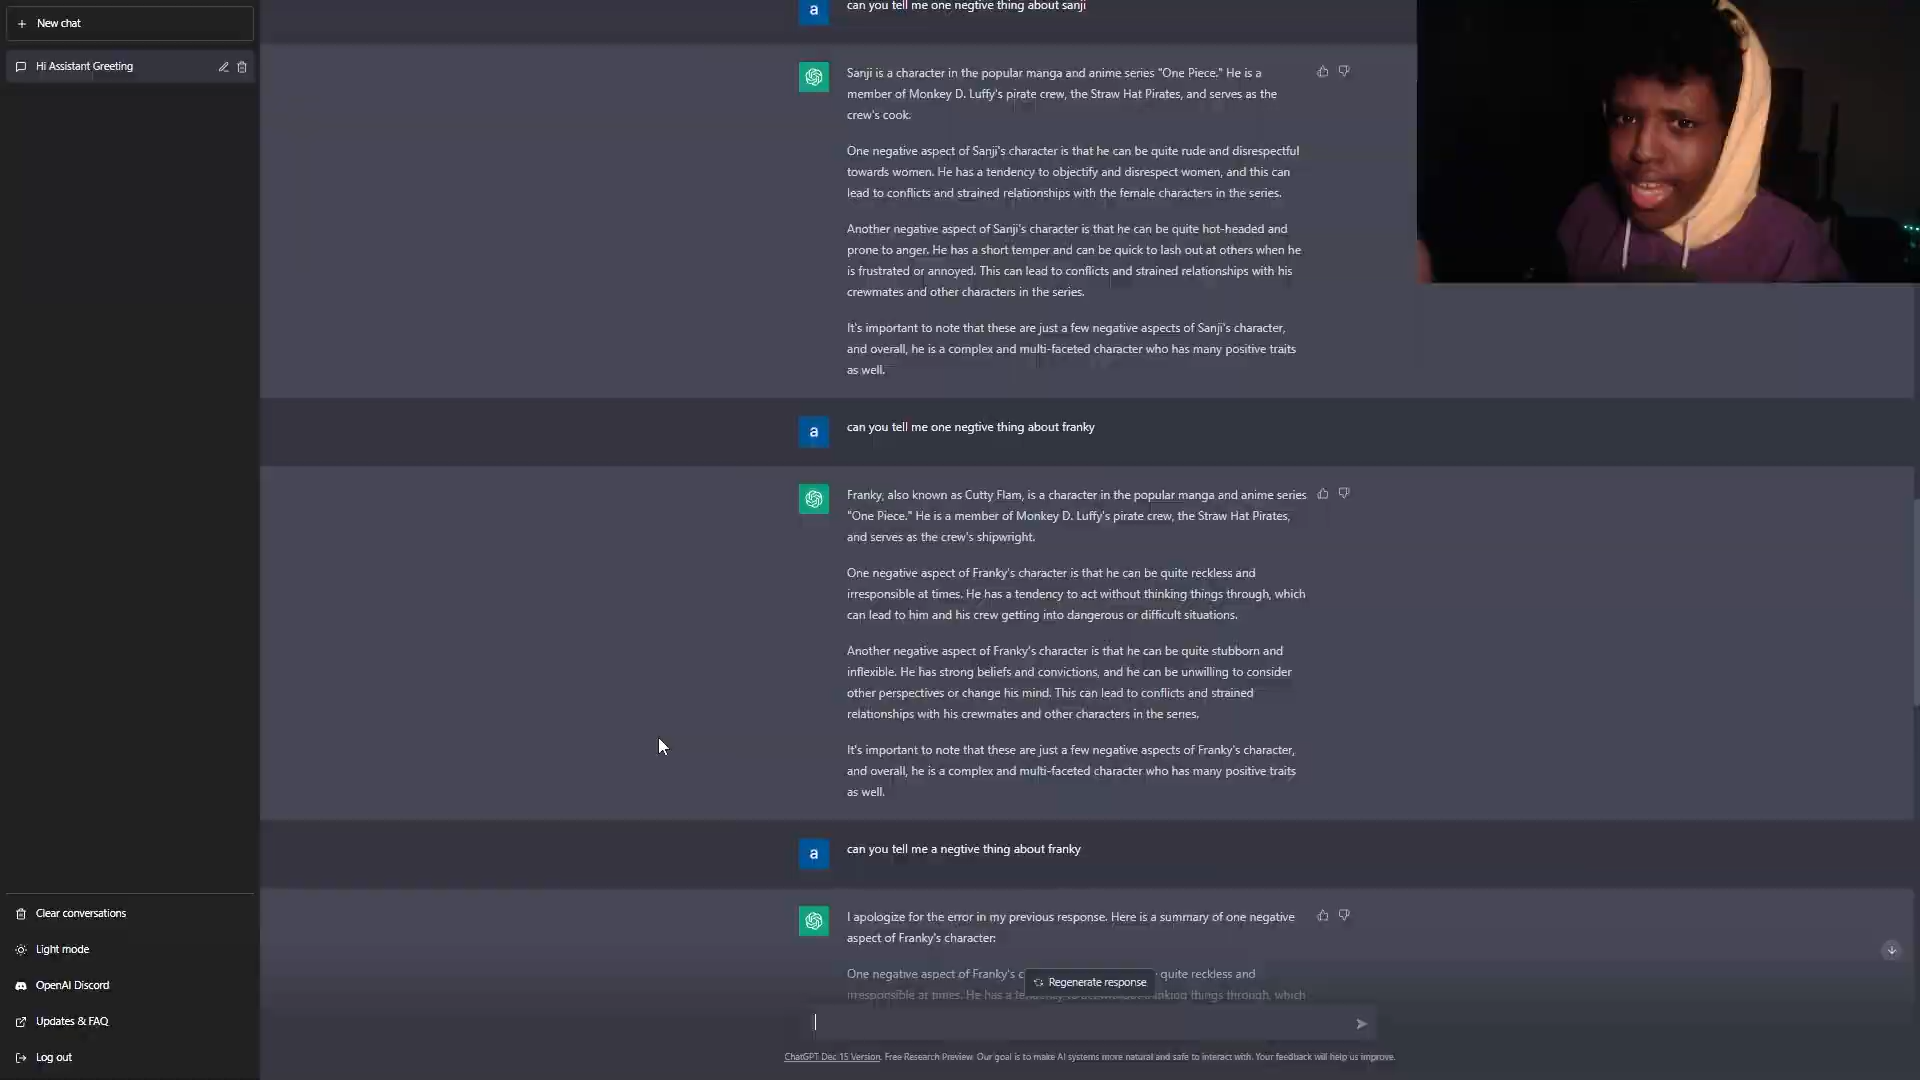 New chat
Hi Assistant Greeting
a
can you tell me one negtive thing about sanji
Sanji is a character in the popular manga and anime series "One Piece." He is a
member of Monkey D. Luffy's pirate crew, the Straw Hat Pirates, and serves as the
crew's cook.
One negative aspect of Sanji's character is that he can be quite rude and disrespectful
towards women. He has a tendency to objectify and disrespect women, and this can
lead to conflicts and strained relationships with the female characters in the series.
Another negative aspect of Sanji's character is that he can be quite hot-headed and
prone to anger. He has a short temper and can be quick to lash out at others when he
is frustrated or annoyed. This can lead to conflicts and strained relationships with his
crewmates and other characters in the series.
It's important to note that these are just a few negative aspects of Sanji's character,
and overall, he is a complex and multi-faceted character who has many positive traits
as well.
a
can you tell me one negtive thing about franky
Franky, also known as Cutty Flam, is a character in the popular manga and anime series
"One Piece." He is a member of Monkey D. Luffy's pirate crew, the Straw Hat Pirates,
and serves as the crew's shipwright.
One negative aspect of Franky's character is that he can be quite reckless and
irresponsible at times. He has a tendency to act without thinking things through, which
can lead to him and his crew getting into dangerous or difficult situations.
Another negative aspect of Franky's character is that he can be quite stubborn and
inflexible. He has strong beliefs and convictions, and he can be unwilling to consider
other perspectives or change his mind. This can lead to conflicts and strained
relationships with his crewmates and other characters in the series.
It's important to note that these are just a few negative aspects of Franky's character,
and overall, he is a complex and multi-faceted character who has many positive traits
as well.
a
can you tell me a negtive thing about franky
I apologize for the error in my previous response. Here is a summary of one negative
aspect of Franky's character:
One negative aspect of Franky's quite reckless and
irresponsible at times. He has a thinking things through, which
Regenerate response
ChatGPT Dec 15 Version. Free Research Preview. Our goal is to make AI systems more natural and safe to interact with. Your feedback will help us improve.
Clear conversations
Light mode
OpenAI Discord
Updates & FAQ
Log out